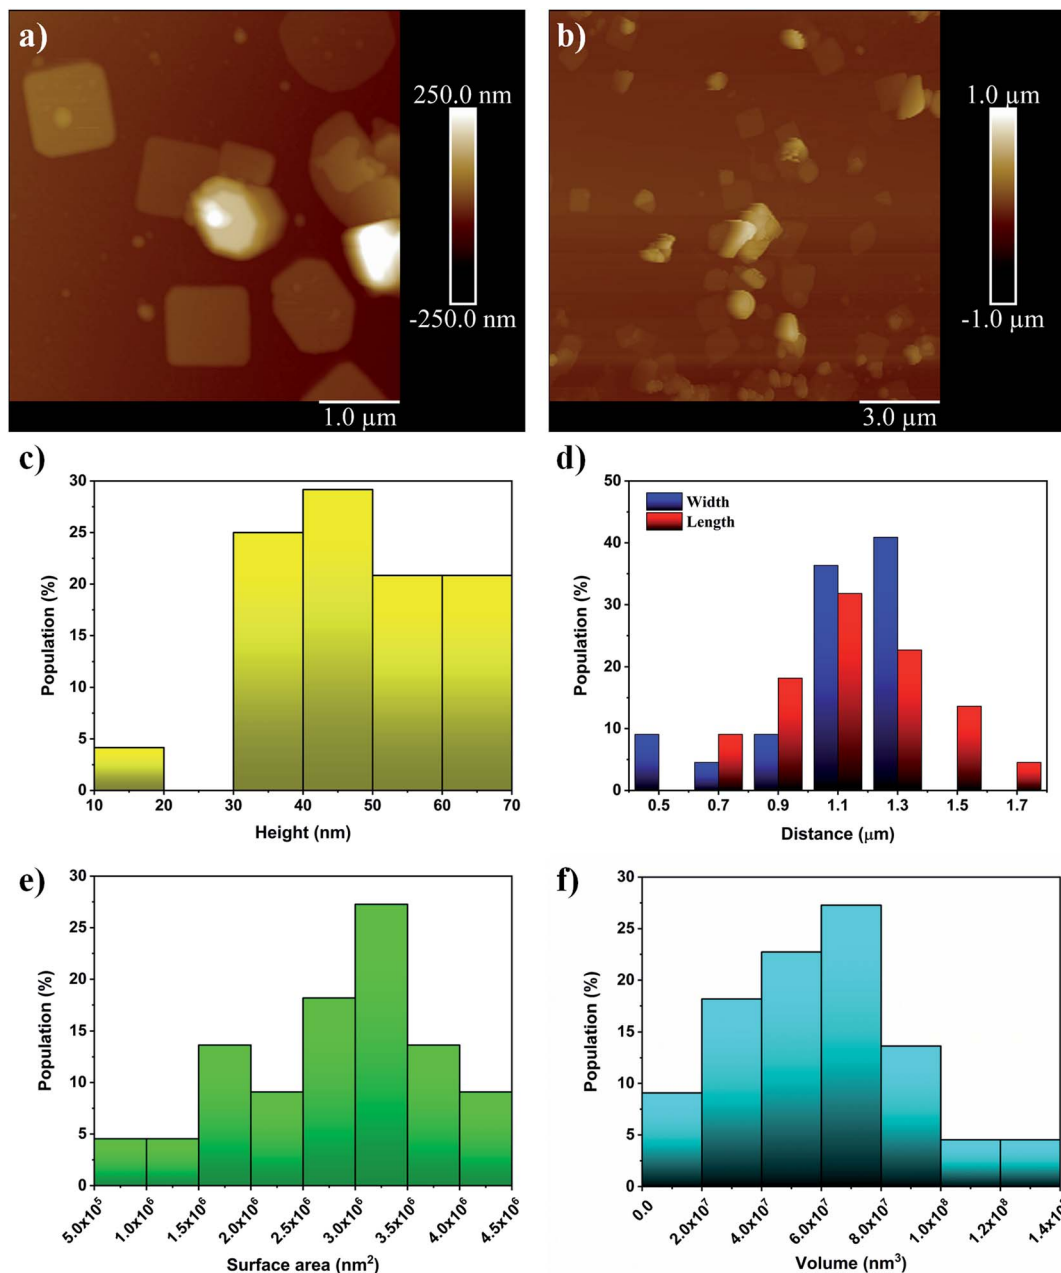 a)
250.0 nm
-250.0 nm
1.0 µm
b)
1.0 µm
-1.0 µm
3.0 µm
c)
Population (%)
30
25
20
15
10
5
0
10 20 30 40 50 60 70
Height (nm)
d)
Population (%)
50
40
30
20
10
0
Width
Length
0.5 0.7 0.9 1.1 1.3 1.5 1.7
Distance (µm)
e)
Population (%)
30
25
20
15
10
5
0
5.0x10⁵ 1.0x10⁶ 1.5x10⁶ 2.0x10⁶ 2.5x10⁶ 3.0x10⁶ 3.5x10⁶ 4.0x10⁶ 4.5x10⁶
Surface area (nm²)
f)
Population (%)
30
25
20
15
10
5
0
0.0 2.0x10⁷ 4.0x10⁷ 6.0x10⁷ 8.0x10⁷ 1.0x10⁸ 1.2x10⁸
Volume (nm³)